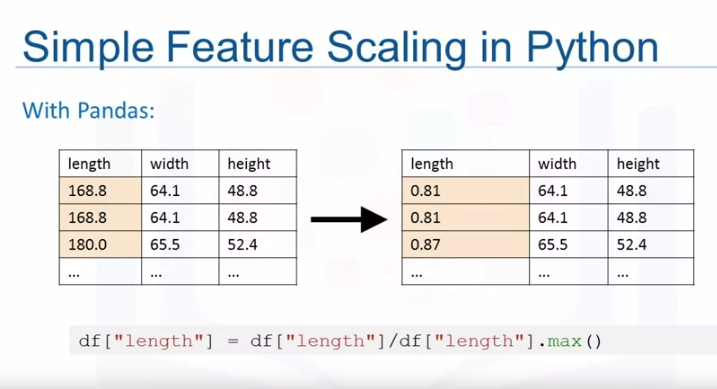 Simple Feature Scaling in Python
With Pandas:
length width height
168.8 64.1 48.8
168.8 64.1 48.8
180.0 65.5 52.4
... ... ...
length width height
0.81 64.1 48.8
0.81 64.1 48.8
0.87 65.5 52.4
... ... ...
df["length"] = df["length"]/df["length"].max()